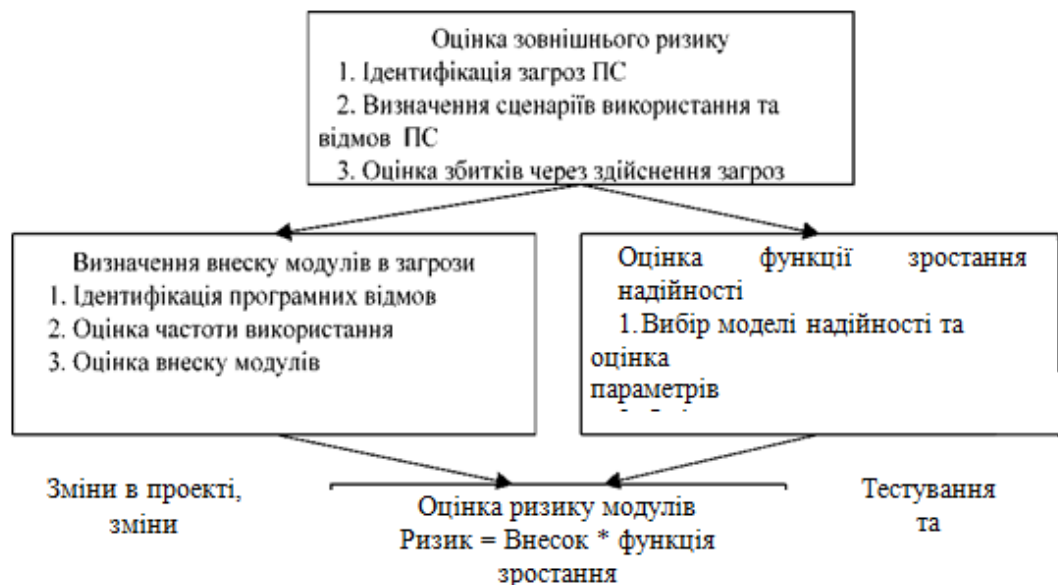 Оцінка зовнішнього ризику
1. Ідентифікація загроз ПС
2. Визначення сценаріїв використання та
відмов ПС
3. Оцінка збитків через здійснення загроз
Визначення внеску модулів в загрози
1. Ідентифікація програмних відмов
2. Оцінка частоти використання
3. Оцінка внеску модулів
Оцінка функції зростання
надійності
1. Вибір моделі надійності та
оцінка
параметрів
Зміни в проекті,
зміни
Оцінка ризику модулів
Ризик = Внесок * функція
зростання
Тестування
та